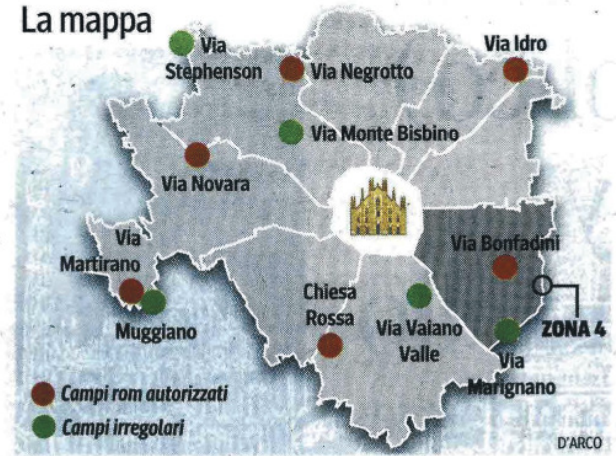 La mappa
Via
Stephenson
Via Negrotto
Via Idro
Via Monte Bisbino
Via Novara
Via
Martirano
Muggiano
Chiesa
Rossa
Via Vaiano
Valle
Via Bonfadini
ZONA 4
Via
Marignano
Campi rom autorizzati
Campi irregolari
D'ARCO